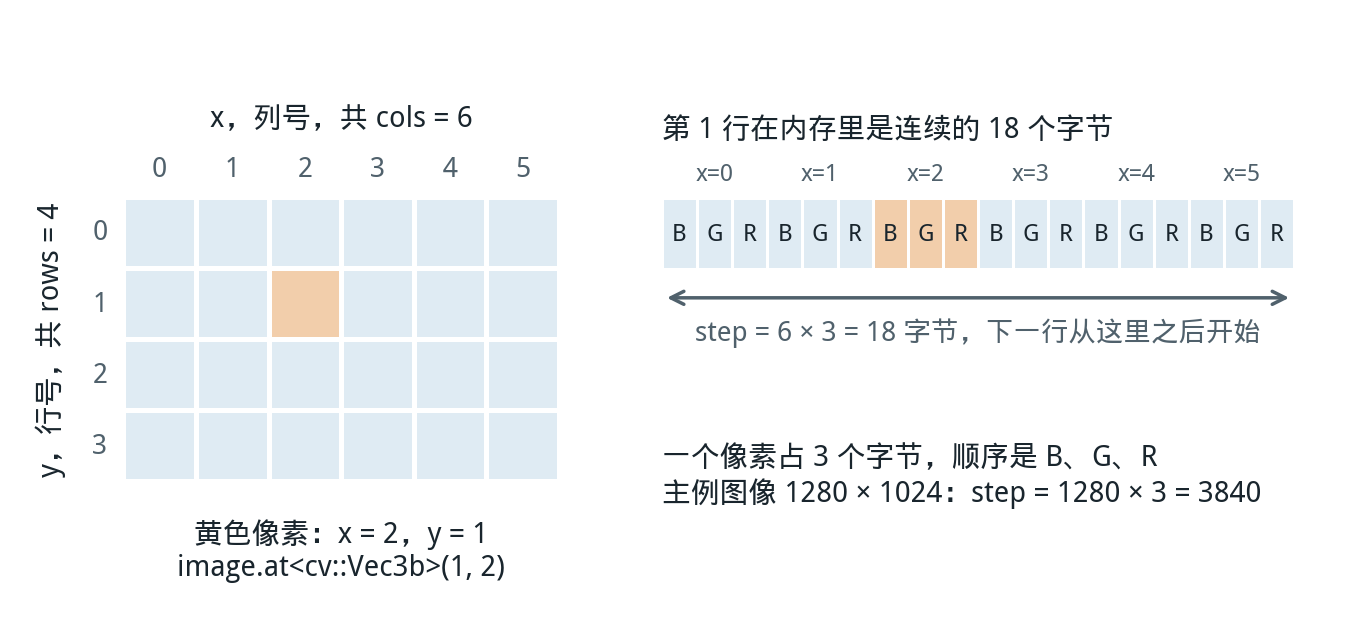 x，列号，共 cols = 6
0 1 2 3 4 5
y，行号，共 rows = 4
0
1
2
3
黄色像素：x = 2，y = 1
image.at<cv::Vec3b>(1, 2)
第 1 行在内存里是连续的 18 个字节
x=0 x=1 x=2 x=3 x=4 x=5
B G R B G R B G R B G R B G R B G R
step = 6 × 3 = 18 字节，下一行从这里之后开始
一个像素占 3 个字节，顺序是 B、G、R
主例图像 1280 × 1024：step = 1280 × 3 = 3840